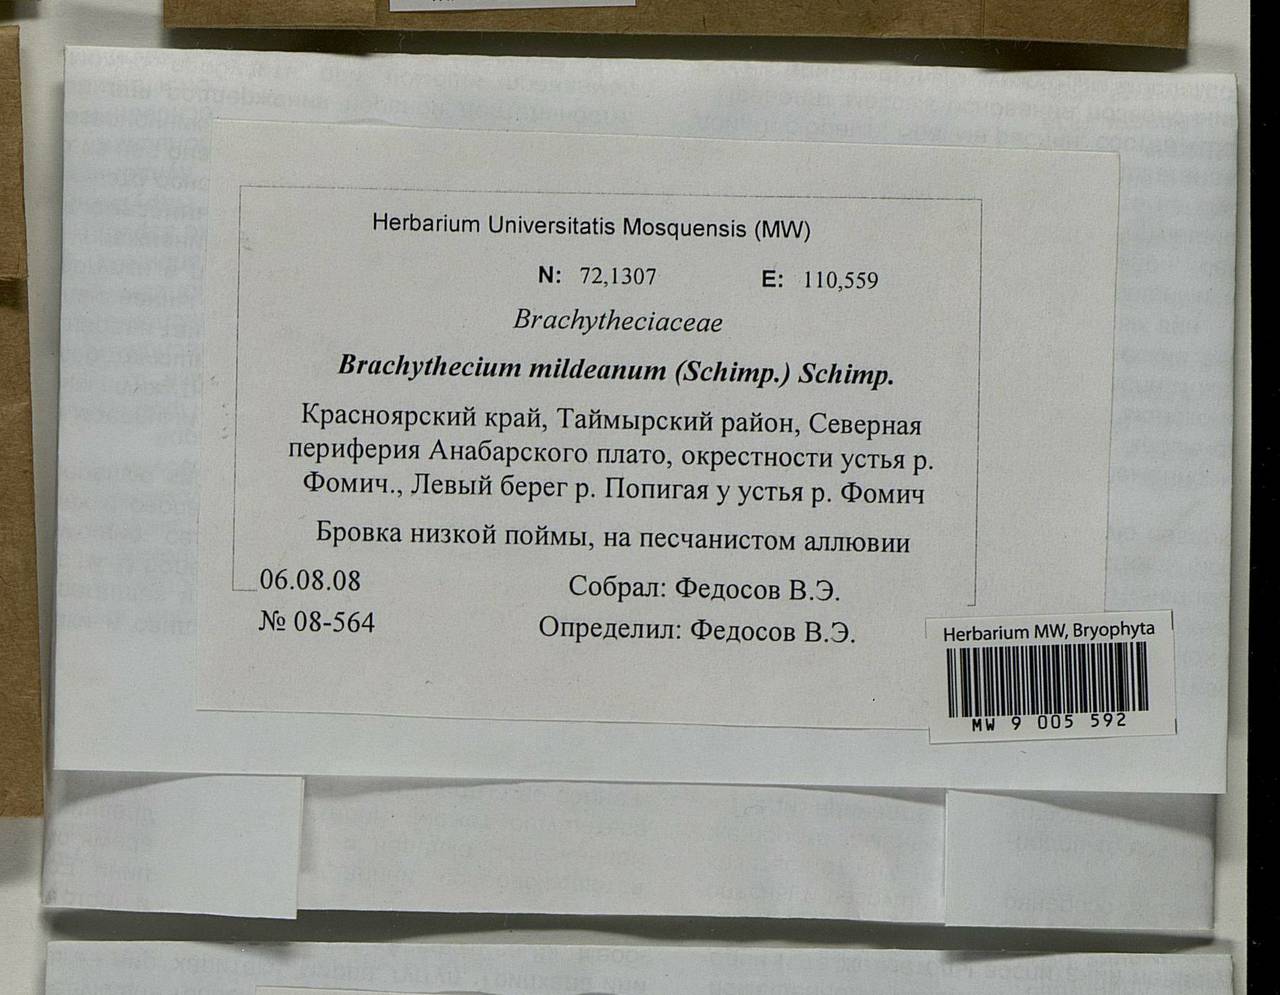 Herbarium Universitatis Mosquensis (MW)
N: 72,1307 E: 110,559
Brachytheciaceae
Brachythecium mildeanum (Schimp.) Schimp.
Красноярский край, Таймырский район, Северная
периферия Анабарского плато, окрестности устья р.
Фомич., Левый берег р. Попигая у устья р. Фомич
Бровка низкой поймы, на песчанистом аллювии
06.08.08 Собрал: Федосов В.Э.
№ 08-564 Определил: Федосов В.Э.
Herbarium MW, Bryophyta
MW 9 005 592